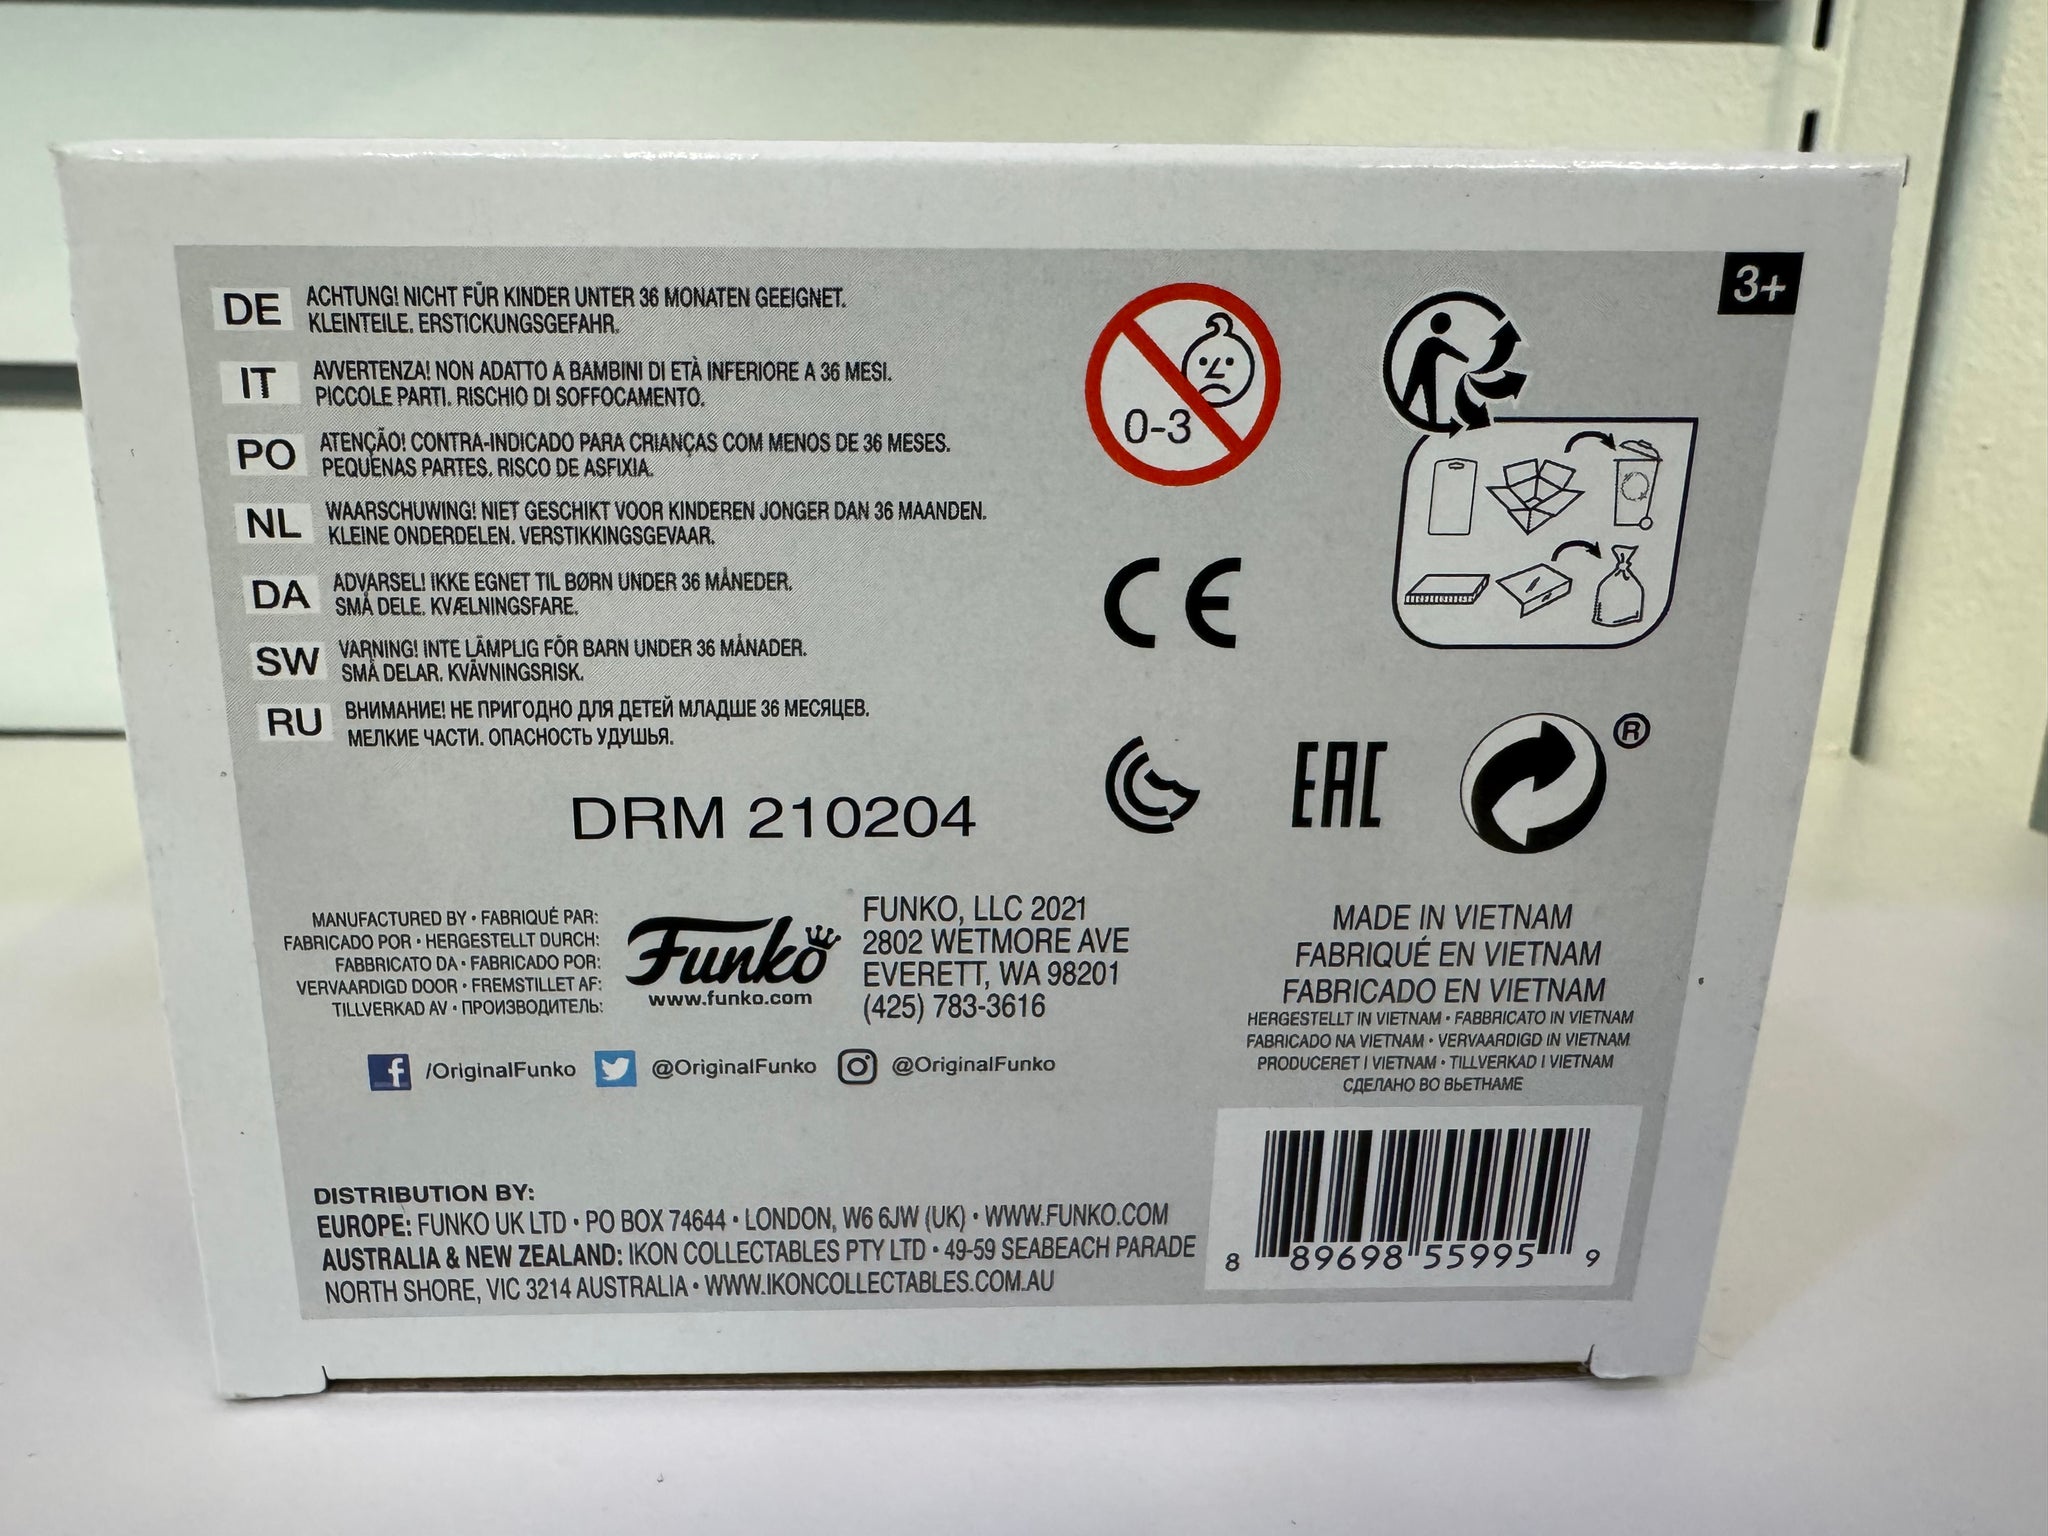 3+
DE
ACHTUNG! NICHT FÜR KINDER UNTER 36 MONATEN GEEIGNET.
KLEINTEILE. ERSTICKUNGSGEFAHR.
IT
AVVERTENZA! NON ADATTO A BAMBINI DI ETÀ INFERIORE A 36 MESI.
PICCOLE PARTI. RISCHIO DI SOFFOCAMENTO.
PO
ATENÇÃO! CONTRA-INDICADO PARA CRIANÇAS COM MENOS DE 36 MESES.
PEQUENAS PARTES. RISCO DE ASFIXIA.
NL
WAARSCHUWING! NIET GESCHIKT VOOR KINDEREN JONGER DAN 36 MAANDEN.
KLEINE ONDERDELEN. VERSTIKKINGSGEVAAR.
DA
ADVARSEL! IKKE EGNET TIL BØRN UNDER 36 MÅNEDER.
SMÅ DELE. KVÆLNINGSFARE.
SW
VARNING! INTE LÄMPLIG FÖR BARN UNDER 36 MÅNADER.
SMÅ DELAR. KVÄVNINGSRISK.
RU
ВНИМАНИЕ! НЕ ПРИГОДНО ДЛЯ ДЕТЕЙ МЛАДШЕ 36 МЕСЯЦЕВ.
МЕЛКИЕ ЧАСТИ. ОПАСНОСТЬ УДУШЬЯ.
0-3
CE
EAC
®
DRM 210204
MANUFACTURED BY • FABRIQUÉ PAR:
FABRICADO POR • HERGESTELLT DURCH:
FABBRICATO DA • FABRICADO POR:
VERVAARDIGD DOOR • FREMSTILLET AF:
TILLVERKAD AV • ПРОИЗВОДИТЕЛЬ:
Funko
www.funko.com
FUNKO, LLC 2021
2802 WETMORE AVE
EVERETT, WA 98201
(425) 783-3616
f /OriginalFunko @OriginalFunko @OriginalFunko
MADE IN VIETNAM
FABRIQUÉ EN VIETNAM
FABRICADO EN VIETNAM
HERGESTELLT IN VIETNAM • FABBRICATO IN VIETNAM
FABRICADO NA VIETNAM • VERVAARDIGD IN VIETNAM
PRODUCERET I VIETNAM • TILLVERKAD I VIETNAM
СДЕЛАНО ВО ВЬЕТНАМЕ
DISTRIBUTION BY:
EUROPE: FUNKO UK LTD • PO BOX 74644 • LONDON, W6 6JW (UK) • WWW.FUNKO.COM
AUSTRALIA & NEW ZEALAND: IKON COLLECTABLES PTY LTD • 49-59 SEABEACH PARADE
NORTH SHORE, VIC 3214 AUSTRALIA • WWW.IKONCOLLECTABLES.COM.AU
8 89698 55995 9